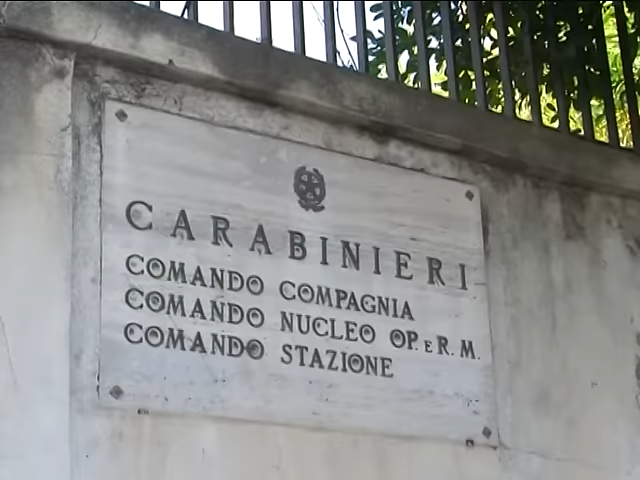 CARABINIERI
COMANDO COMPAGNIA
COMANDO NUCLEO OP. E R. M.
COMANDO STAZIONE